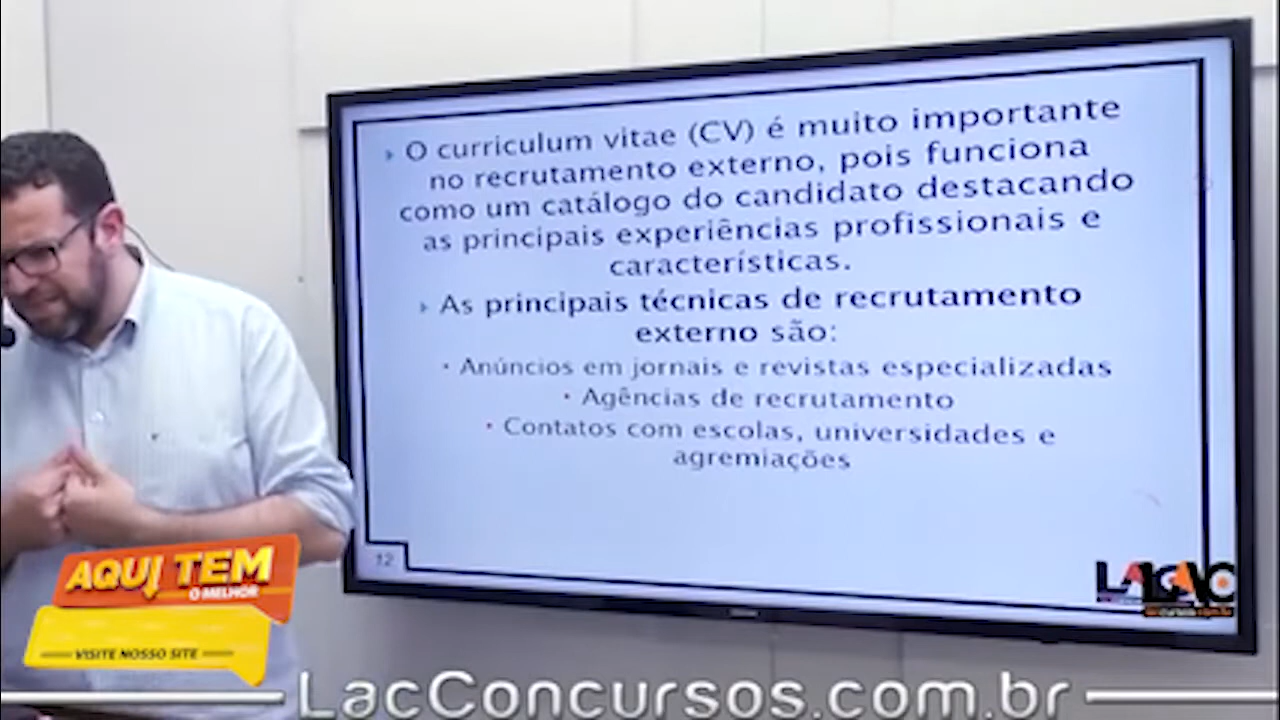 O curriculum vitae (CV) é muito importante
no recrutamento externo, pois funciona
como um catálogo do candidato destacando
as principais experiências profissionais e
características.
As principais técnicas de recrutamento
externo são:
• Anúncios em jornais e revistas especializadas
• Agências de recrutamento
• Contatos com escolas, universidades e
agremiações
12
AQUI TEM
O MELHOR
VISITE NOSSO SITE
LacConcursos.com.br